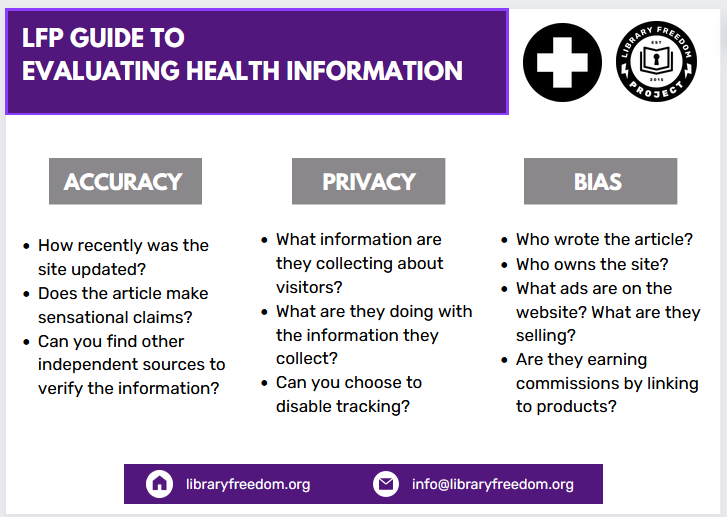 LFP GUIDE TO
EVALUATING HEALTH INFORMATION
LIBRARY FREEDOM
EST
2015
PROJECT
ACCURACY
How recently was the
site updated?
Does the article make
sensational claims?
Can you find other
independent sources to
verify the information?
PRIVACY
What information are
they collecting about
visitors?
What are they doing with
the information they
collect?
Can you choose to
disable tracking?
BIAS
Who wrote the article?
Who owns the site?
What ads are on the
website? What are they
selling?
Are they earning
commissions by linking
to products?
libraryfreedom.org
info@libraryfreedom.org